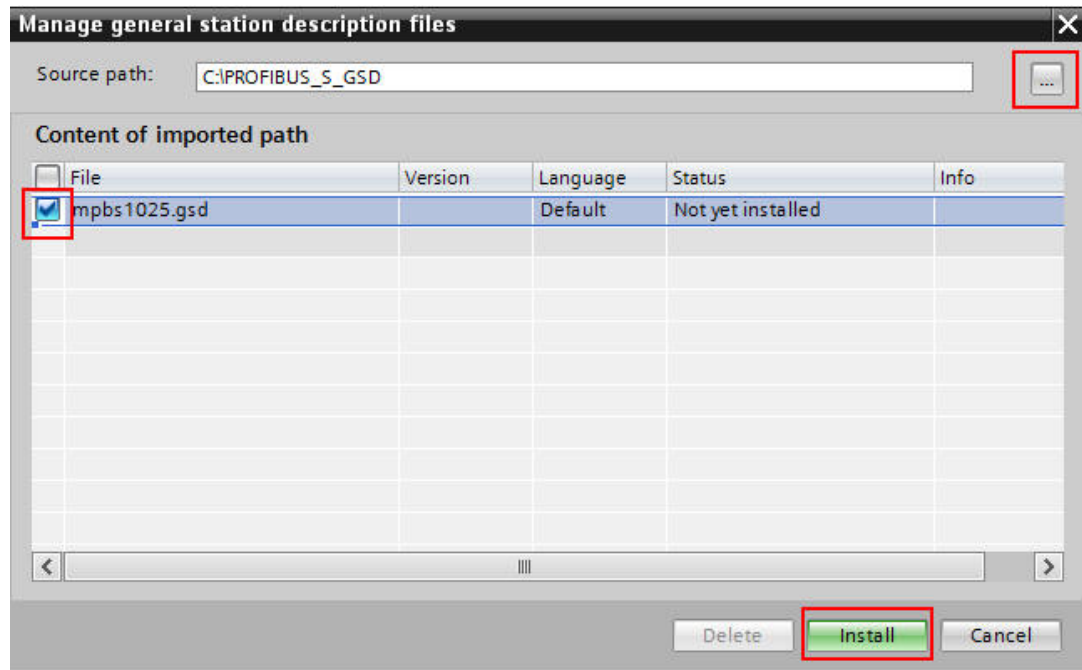 Manage general station description files
Source path: C:\PROFIBUS_S_GSD ...
Content of imported path
File Version Language Status Info
mpbs1025.gsd Default Not yet installed
Delete Install Cancel